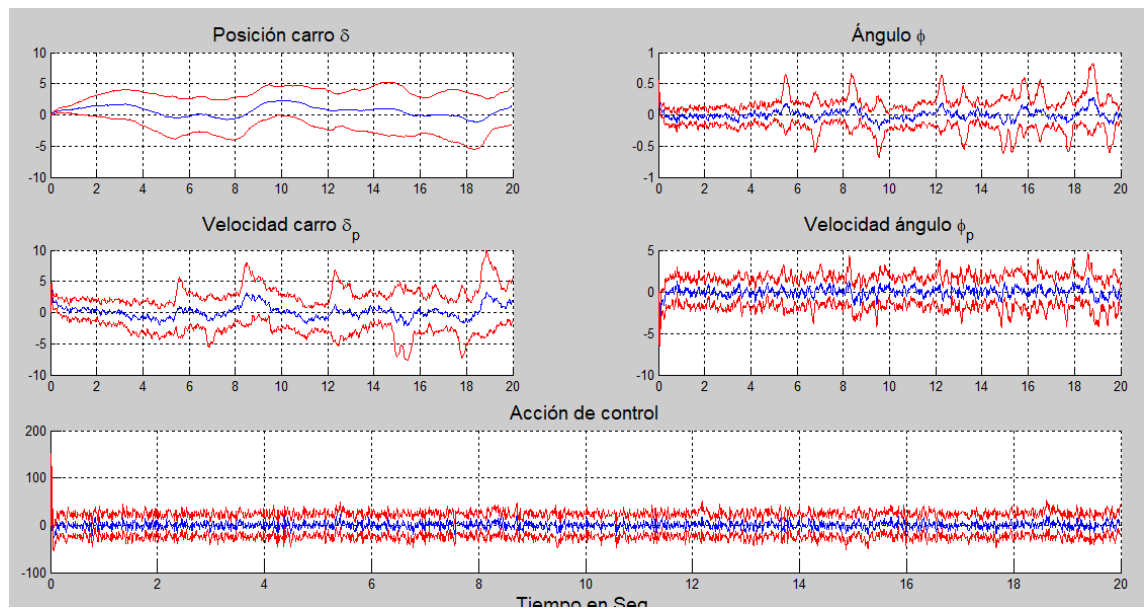 Posición carro δ
10
5
0
-5
-10
0 2 4 6 8 10 12 14 16 18 20
Ángulo φ
1
0.5
0
-0.5
-1
0 2 4 6 8 10 12 14 16 18 20
Velocidad carro δp
10
5
0
-5
-10
0 2 4 6 8 10 12 14 16 18 20
Velocidad ángulo φp
5
0
-5
-10
0 2 4 6 8 10 12 14 16 18 20
Acción de control
200
100
0
-100
0 2 4 6 8 10 12 14 16 18 20
Tiempo en Seg